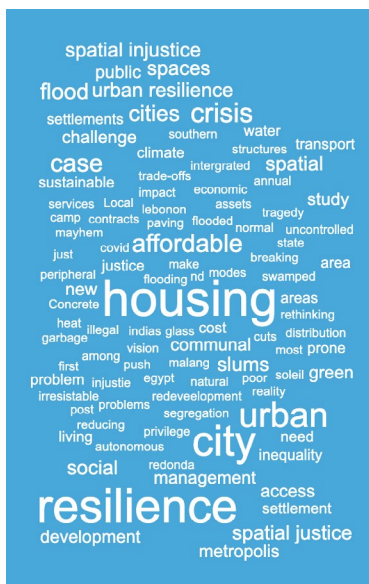 spatial injustice
public spaces
flood urban resilience
settlements cities crisis
challenge southern water
climate structures transport
case intergrated spatial
sustainable trade-offs annual
impact economic
services Local assets study
lebonon tragedy
camp contracts paving flooded normal uncontrolled
mayhem state
covid affordable breaking
just area
justice make
peripheral flooding nd modes swamped
new housing areas
Concrete rethinking
heat illegal indias glass cost cuts distribution
garbage vision communal most prone
among
first push malang slums green
problem injustie egypt natural poor soleil
irresistable redeveelopment reality
post problems segregation urban
reducing
living privilege city need
autonomous inequality
social redonda
management
resilience access
settlement
development spatial justice
metropolis